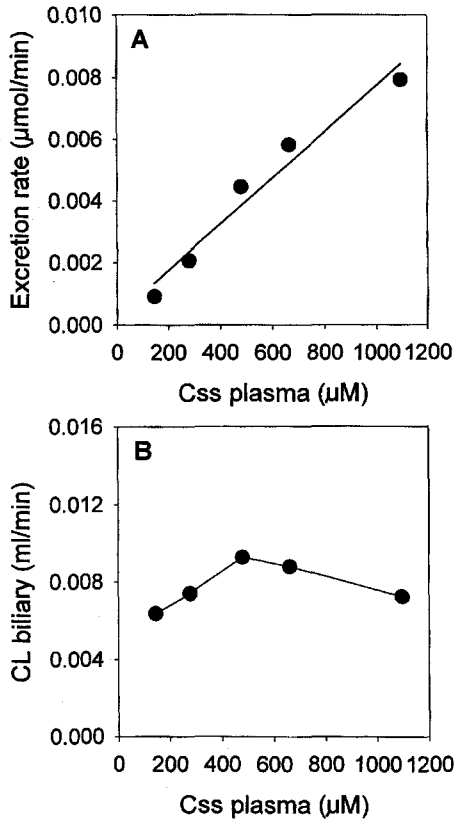 A
Excretion rate (µmol/min)
0.010
0.008
0.006
0.004
0.002
0.000
0 200 400 600 800 1000 1200
Css plasma (µM)
B
CL biliary (ml/min)
0.016
0.012
0.008
0.004
0.000
0 200 400 600 800 1000 1200
Css plasma (µM)